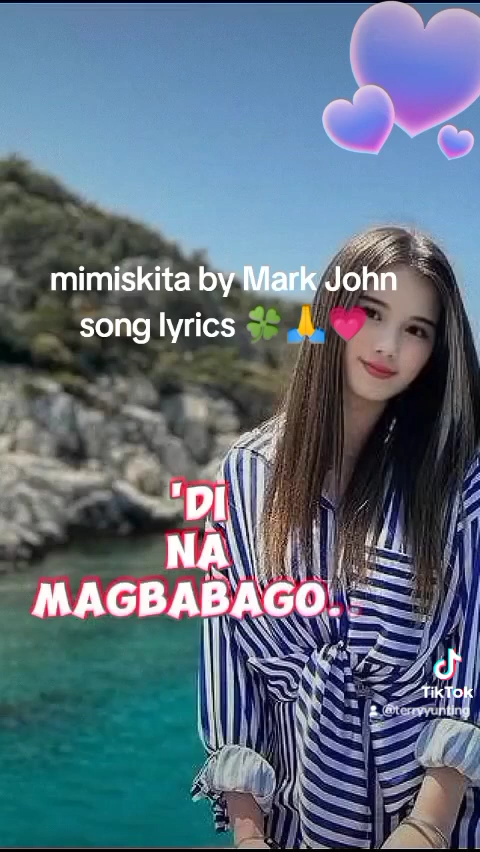 mimiskita by Mark John
song lyrics 🍀🙏💗
'DI
NA
MAGBABAGO..
TikTok
@terryyunting